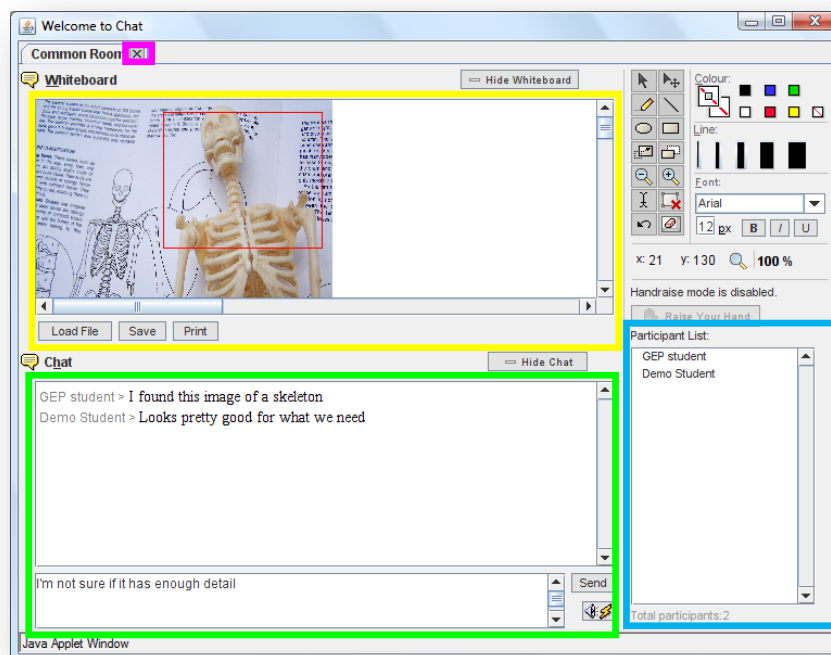 Welcome to Chat
Common Room
Whiteboard
Hide Whiteboard
Colour:
Line:
Font:
Arial
12 px B I U
x: 21 y: 130 100 %
Handraise mode is disabled.
Raise Your Hand
Load File Save Print
Participant List:
GEP student
Demo Student
Chat
Hide Chat
GEP student > I found this image of a skeleton
Demo Student > Looks pretty good for what we need
I'm not sure if it has enough detail
Send
Total participants:2
Java Applet Window